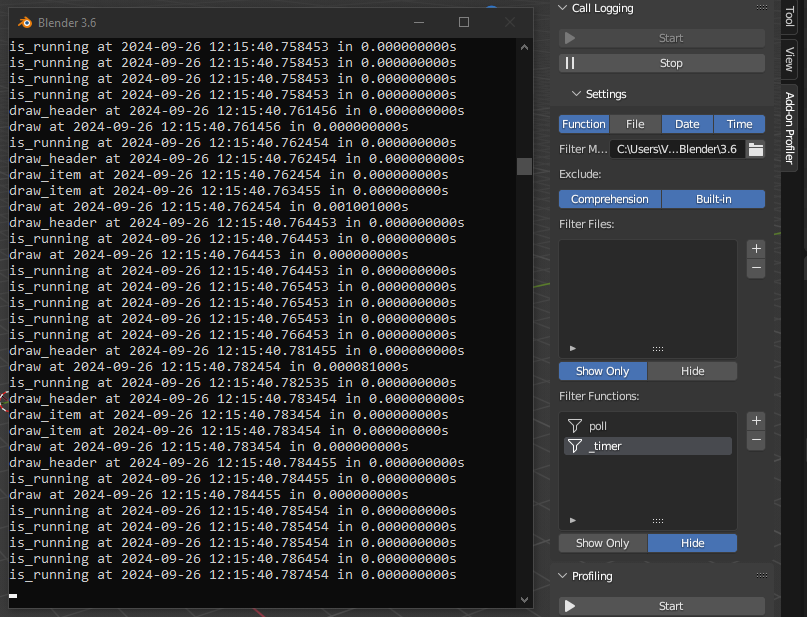 Blender 3.6
is_running at 2024-09-26 12:15:40.758453 in 0.000000000s
is_running at 2024-09-26 12:15:40.758453 in 0.000000000s
is_running at 2024-09-26 12:15:40.758453 in 0.000000000s
is_running at 2024-09-26 12:15:40.758453 in 0.000000000s
draw_header at 2024-09-26 12:15:40.761456 in 0.000000000s
draw at 2024-09-26 12:15:40.761456 in 0.000000000s
is_running at 2024-09-26 12:15:40.762454 in 0.000000000s
draw_header at 2024-09-26 12:15:40.762454 in 0.000000000s
draw_item at 2024-09-26 12:15:40.762454 in 0.000000000s
draw_item at 2024-09-26 12:15:40.763455 in 0.000000000s
draw at 2024-09-26 12:15:40.762454 in 0.001001000s
draw_header at 2024-09-26 12:15:40.764453 in 0.000000000s
is_running at 2024-09-26 12:15:40.764453 in 0.000000000s
draw at 2024-09-26 12:15:40.764453 in 0.000000000s
is_running at 2024-09-26 12:15:40.764453 in 0.000000000s
is_running at 2024-09-26 12:15:40.765453 in 0.000000000s
is_running at 2024-09-26 12:15:40.765453 in 0.000000000s
is_running at 2024-09-26 12:15:40.765453 in 0.000000000s
is_running at 2024-09-26 12:15:40.766453 in 0.000000000s
draw_header at 2024-09-26 12:15:40.781455 in 0.000000000s
draw at 2024-09-26 12:15:40.782454 in 0.000081000s
is_running at 2024-09-26 12:15:40.782535 in 0.000000000s
draw_header at 2024-09-26 12:15:40.783454 in 0.000000000s
draw_item at 2024-09-26 12:15:40.783454 in 0.000000000s
draw_item at 2024-09-26 12:15:40.783454 in 0.000000000s
draw at 2024-09-26 12:15:40.783454 in 0.000000000s
draw_header at 2024-09-26 12:15:40.784455 in 0.000000000s
is_running at 2024-09-26 12:15:40.784455 in 0.000000000s
draw at 2024-09-26 12:15:40.784455 in 0.000000000s
is_running at 2024-09-26 12:15:40.785454 in 0.000000000s
is_running at 2024-09-26 12:15:40.785454 in 0.000000000s
is_running at 2024-09-26 12:15:40.785454 in 0.000000000s
is_running at 2024-09-26 12:15:40.786454 in 0.000000000s
is_running at 2024-09-26 12:15:40.787454 in 0.000000000s
Call Logging
Start
Stop
Settings
Function File Date Time
Filter M... C:\Users\V...Blender\3.6
Exclude:
Comprehension Built-in
Filter Files:
Show Only Hide
Filter Functions:
poll
_timer
Show Only Hide
Profiling
Start
Tool
View
Add-on Profiler